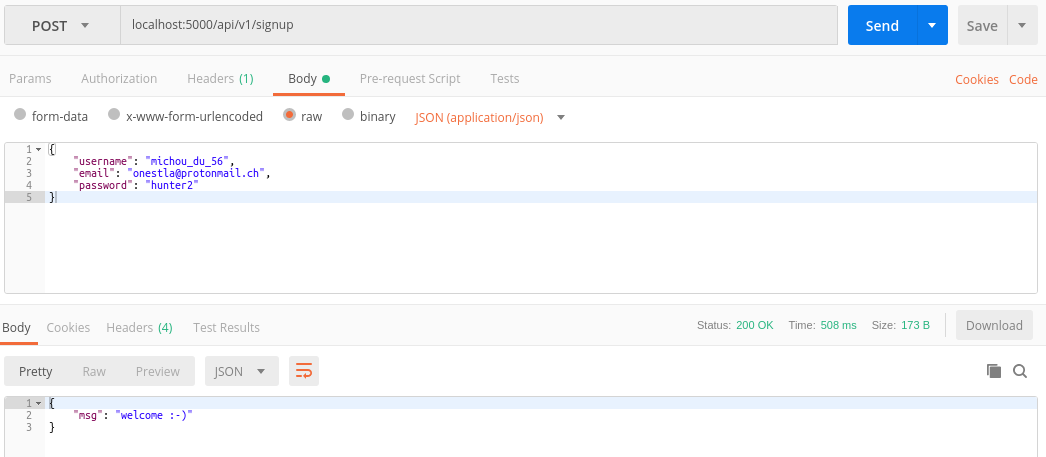 POST localhost:5000/api/v1/signup Send Save
Params Authorization Headers (1) Body Pre-request Script Tests Cookies Code
form-data x-www-form-urlencoded raw binary JSON (application/json)
1 {
2 "username": "michou_du_56",
3 "email": "onestla@protonmail.ch",
4 "password": "hunter2"
5 }
Body Cookies Headers (4) Test Results Status: 200 OK Time: 508 ms Size: 173 B Download
Pretty Raw Preview JSON
1 {
2 "msg": "welcome :-)"
3 }